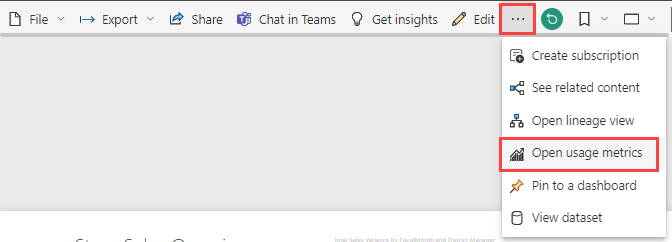 File Export Share Chat in Teams Get insights Edit ...
Create subscription
See related content
Open lineage view
Open usage metrics
Pin to a dashboard
View dataset
Total Sales Variance by FiscalMonth and District Manager